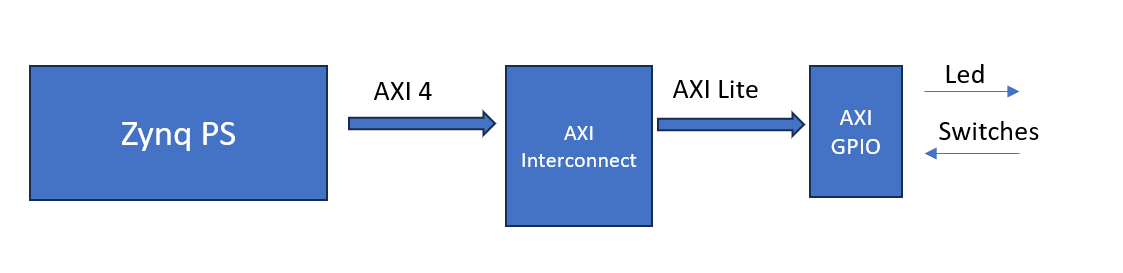 Zynq PS
AXI 4
AXI
Interconnect
AXI Lite
AXI
GPIO
Led
Switches